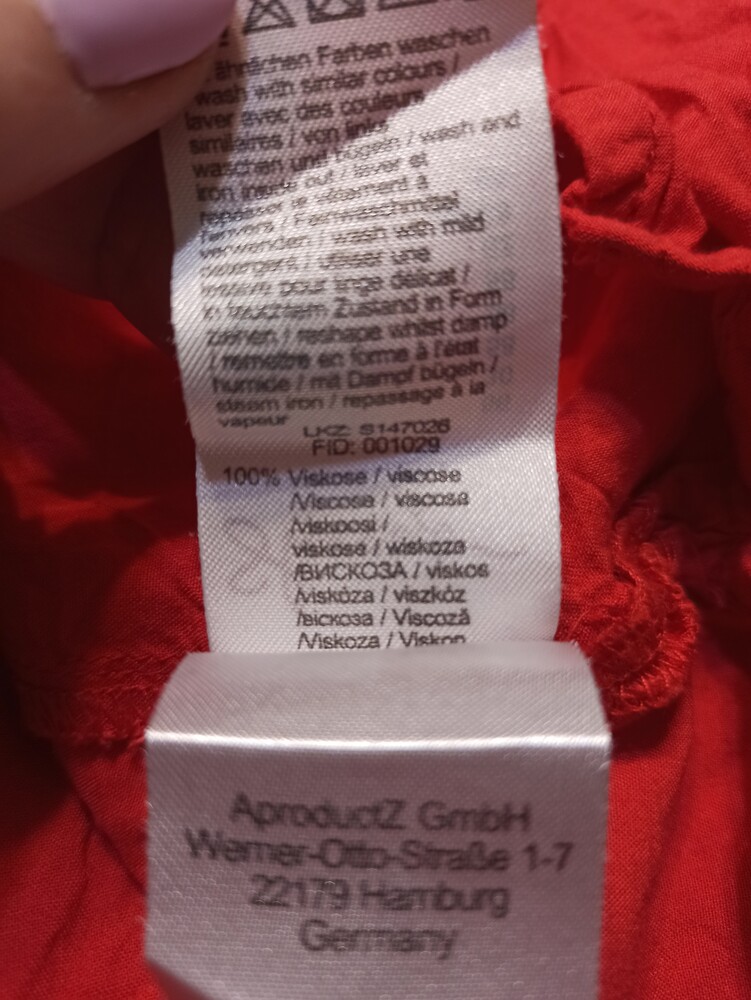 ähnlichen Farben waschen
wash with similar colours /
laver avec des couleurs
similaires / von links
waschen und bügeln / wash and
iron inside out / laver et
repasser le vêtement à
l'envers / Feinwaschmittel
verwenden / wash with mild
detergents / utiliser une
lessive pour linge délicat /
in feuchtem Zustand in Form
ziehen / reshape whilst damp
/ remettre en forme à l'état
humide / mit Dampf bügeln /
steam iron / repassage à la
vapeur
LKZ: S147026
FID: 001029
100% Viskose / viscose
/Viscose / viscosa
/viskoosi /
viskose / wiskoza
/ВИСКОЗА / viskos
/viskóza / viszkóz
/віскоза / Viscoză
/Viskoza / Viskon
AproductZ GmbH
Werner-Otto-Straße 1-7
22179 Hamburg
Germany